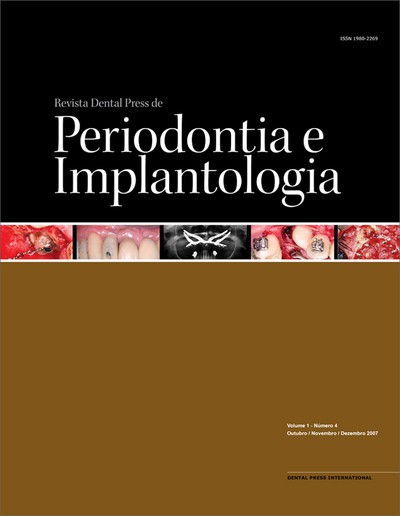 ISSN 1980-2269
Revista Dental Press de
Periodontia e
Implantologia
Volume 1 - Número 4
Outubro / Novembro / Dezembro 2007
DENTAL PRESS INTERNATIONAL